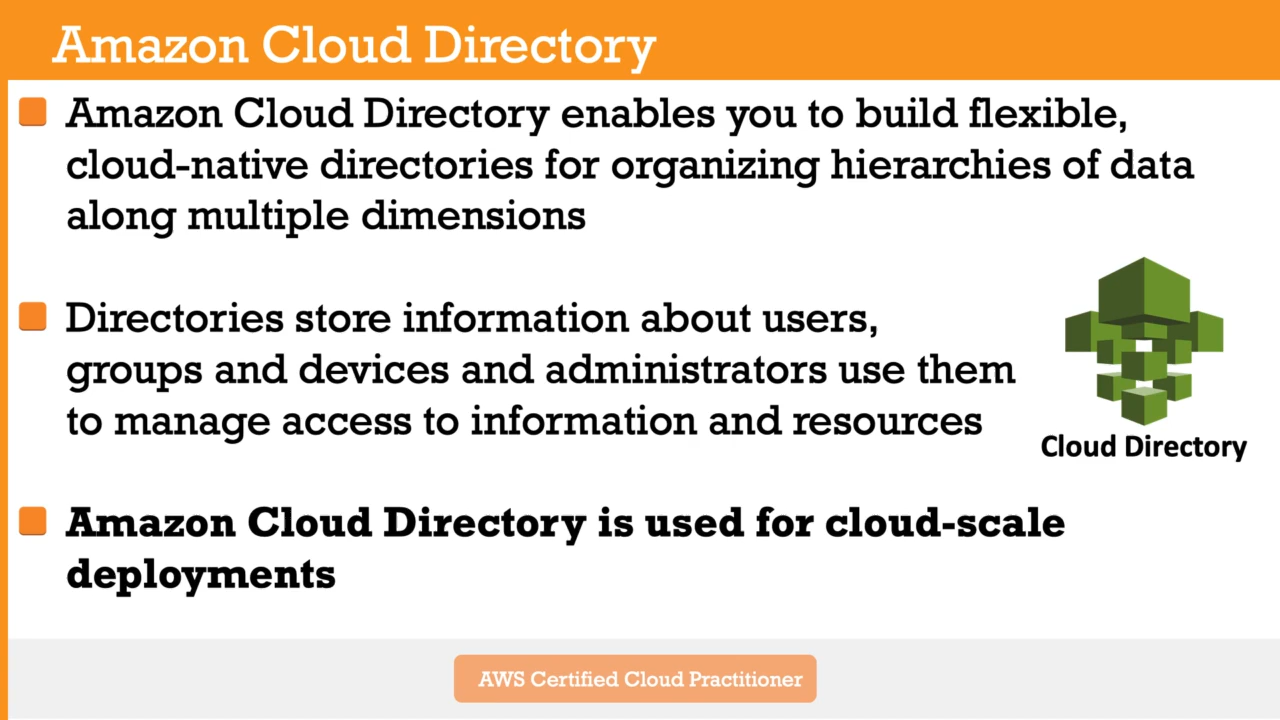 Amazon Cloud Directory
Amazon Cloud Directory enables you to build flexible,
cloud-native directories for organizing hierarchies of data
along multiple dimensions
Directories store information about users,
groups and devices and administrators use them
to manage access to information and resources
Cloud Directory
Amazon Cloud Directory is used for cloud-scale
deployments
AWS Certified Cloud Practitioner